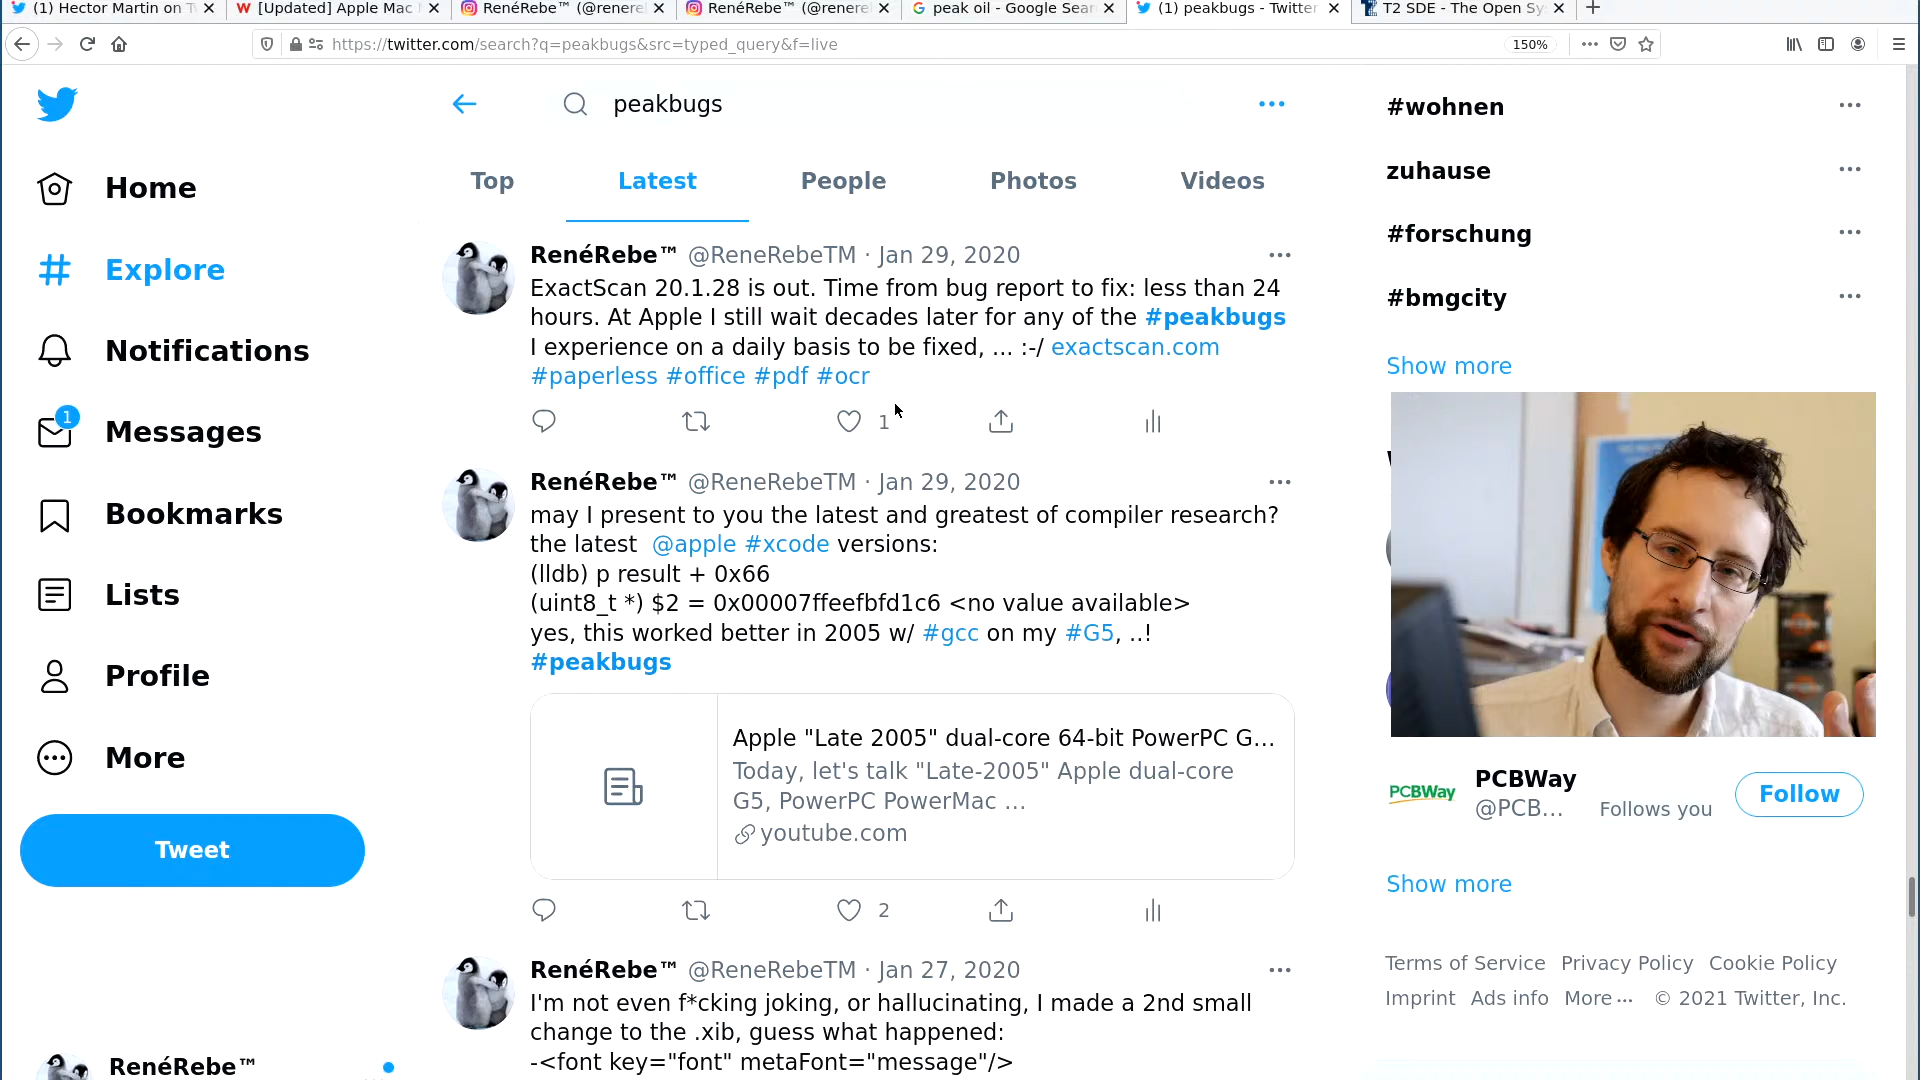 (1) Hector Martin on T
[Updated] Apple Mac
RenéRebe™ (@renere
RenéRebe™ (@renere
peak oil - Google Sear
(1) peakbugs - Twitter
T2 SDE - The Open Sy
https://twitter.com/search?q=peakbugs&src=typed_query&f=live
150%
peakbugs
Top
Latest
People
Photos
Videos
Home
Explore
Notifications
1
Messages
Bookmarks
Lists
Profile
More
Tweet
RenéRebe™
RenéRebe™ @ReneRebeTM · Jan 29, 2020
ExactScan 20.1.28 is out. Time from bug report to fix: less than 24
hours. At Apple I still wait decades later for any of the #peakbugs
I experience on a daily basis to be fixed, ... :-/ exactscan.com
#paperless #office #pdf #ocr
1
RenéRebe™ @ReneRebeTM · Jan 29, 2020
may I present to you the latest and greatest of compiler research?
the latest @apple #xcode versions:
(lldb) p result + 0x66
(uint8_t *) $2 = 0x00007ffeefbfd1c6 <no value available>
yes, this worked better in 2005 w/ #gcc on my #G5, ..!
#peakbugs
Apple "Late 2005" dual-core 64-bit PowerPC G...
Today, let's talk "Late-2005" Apple dual-core
G5, PowerPC PowerMac ...
youtube.com
2
RenéRebe™ @ReneRebeTM · Jan 27, 2020
I'm not even f*cking joking, or hallucinating, I made a 2nd small
change to the .xib, guess what happened:
-<font key="font" metaFont="message"/>
#wohnen
zuhause
#forschung
#bmgcity
Show more
PCBWay
PCBWay
@PCB... Follows you
Follow
Show more
Terms of Service Privacy Policy Cookie Policy
Imprint Ads info More ··· © 2021 Twitter, Inc.